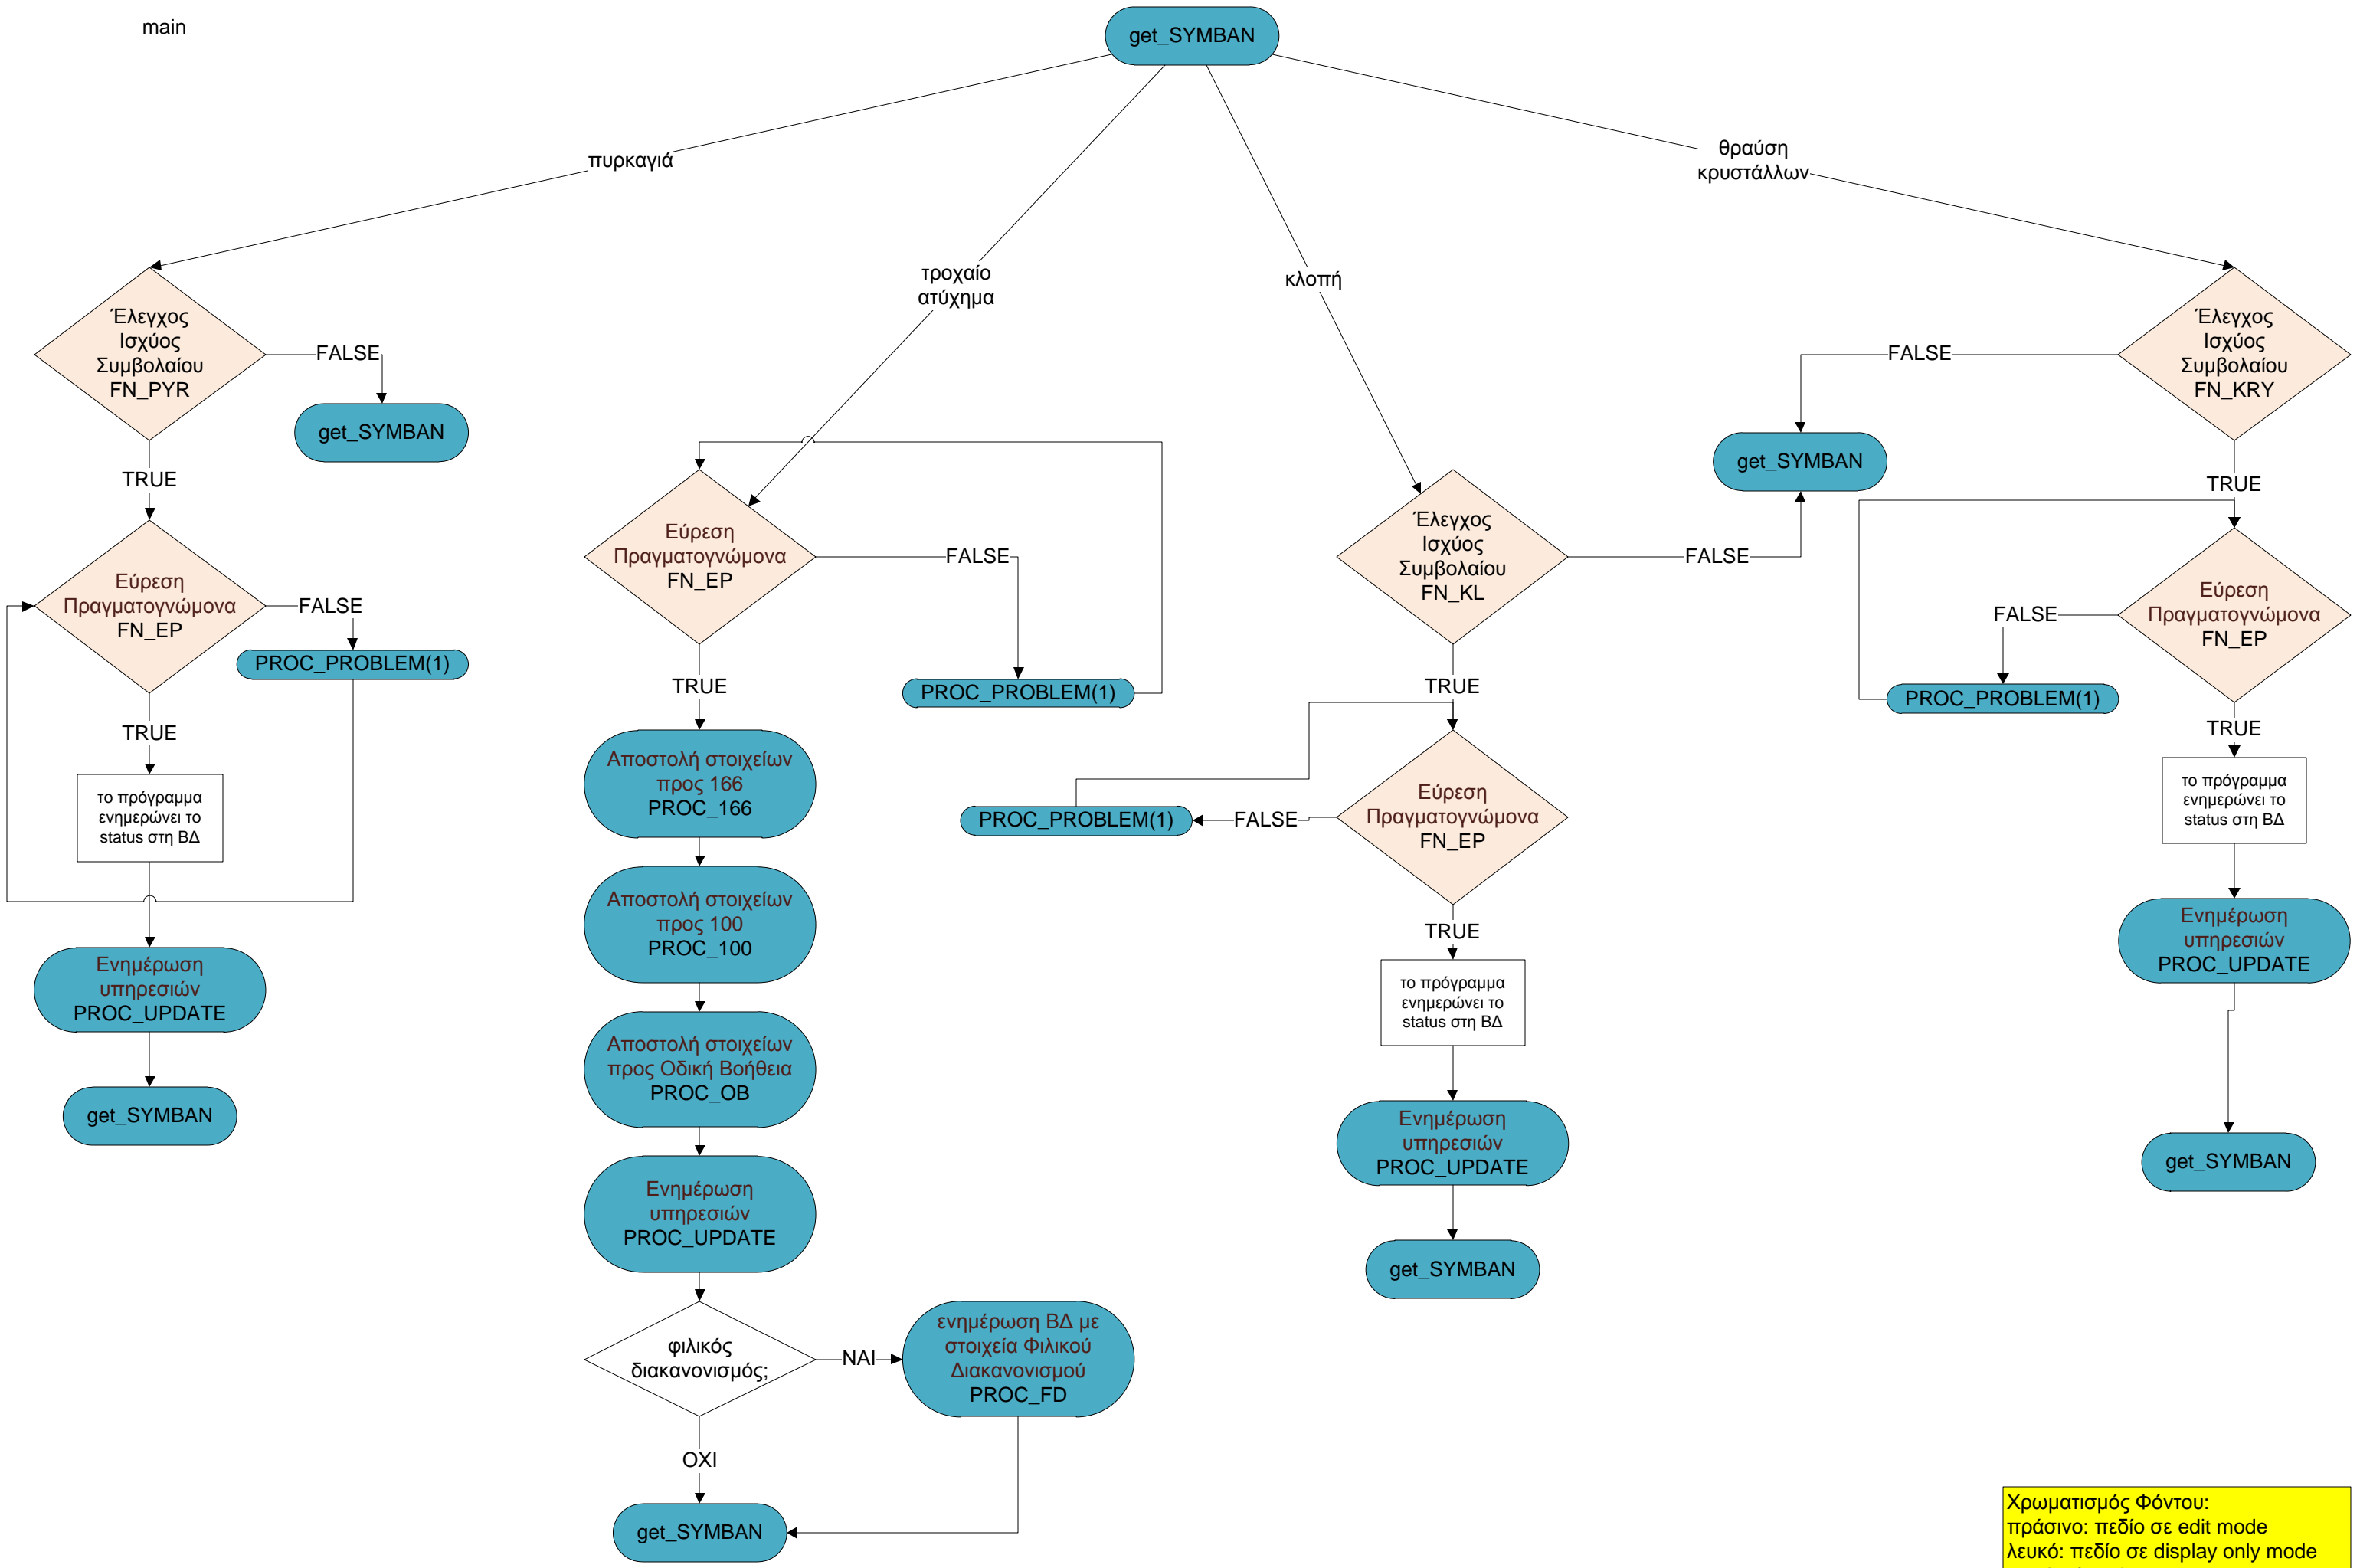 main
get_SYMBAN
πυρκαγιά
τροχαίο
ατύχημα
κλοπή
θραύση
κρυστάλλων
Έλεγχος
Ισχύος
Συμβολαίου
FN_PYR
FALSE
get_SYMBAN
TRUE
Εύρεση
Πραγματογνώμονα
FN_EP
FALSE
PROC_PROBLEM(1)
TRUE
το πρόγραμμα
ενημερώνει το
status στη ΒΔ
Ενημέρωση
υπηρεσιών
PROC_UPDATE
get_SYMBAN
Εύρεση
Πραγματογνώμονα
FN_EP
FALSE
PROC_PROBLEM(1)
TRUE
Αποστολή στοιχείων
προς 166
PROC_166
Αποστολή στοιχείων
προς 100
PROC_100
Αποστολή στοιχείων
προς Οδική Βοήθεια
PROC_OB
Ενημέρωση
υπηρεσιών
PROC_UPDATE
φιλικός
διακανονισμός;
ΝΑΙ
ενημέρωση ΒΔ με
στοιχεία Φιλικού
Διακανονισμού
PROC_FD
ΟΧΙ
get_SYMBAN
Έλεγχος
Ισχύος
Συμβολαίου
FN_KL
FALSE
TRUE
Εύρεση
Πραγματογνώμονα
FN_EP
FALSE
PROC_PROBLEM(1)
TRUE
το πρόγραμμα
ενημερώνει το
status στη ΒΔ
Ενημέρωση
υπηρεσιών
PROC_UPDATE
get_SYMBAN
Έλεγχος
Ισχύος
Συμβολαίου
FN_KRY
FALSE
get_SYMBAN
TRUE
Εύρεση
Πραγματογνώμονα
FN_EP
FALSE
PROC_PROBLEM(1)
TRUE
το πρόγραμμα
ενημερώνει το
status στη ΒΔ
Ενημέρωση
υπηρεσιών
PROC_UPDATE
get_SYMBAN
Χρωματισμός Φόντου:
πράσινο: πεδίο σε edit mode
λευκό: πεδίο σε display only mode